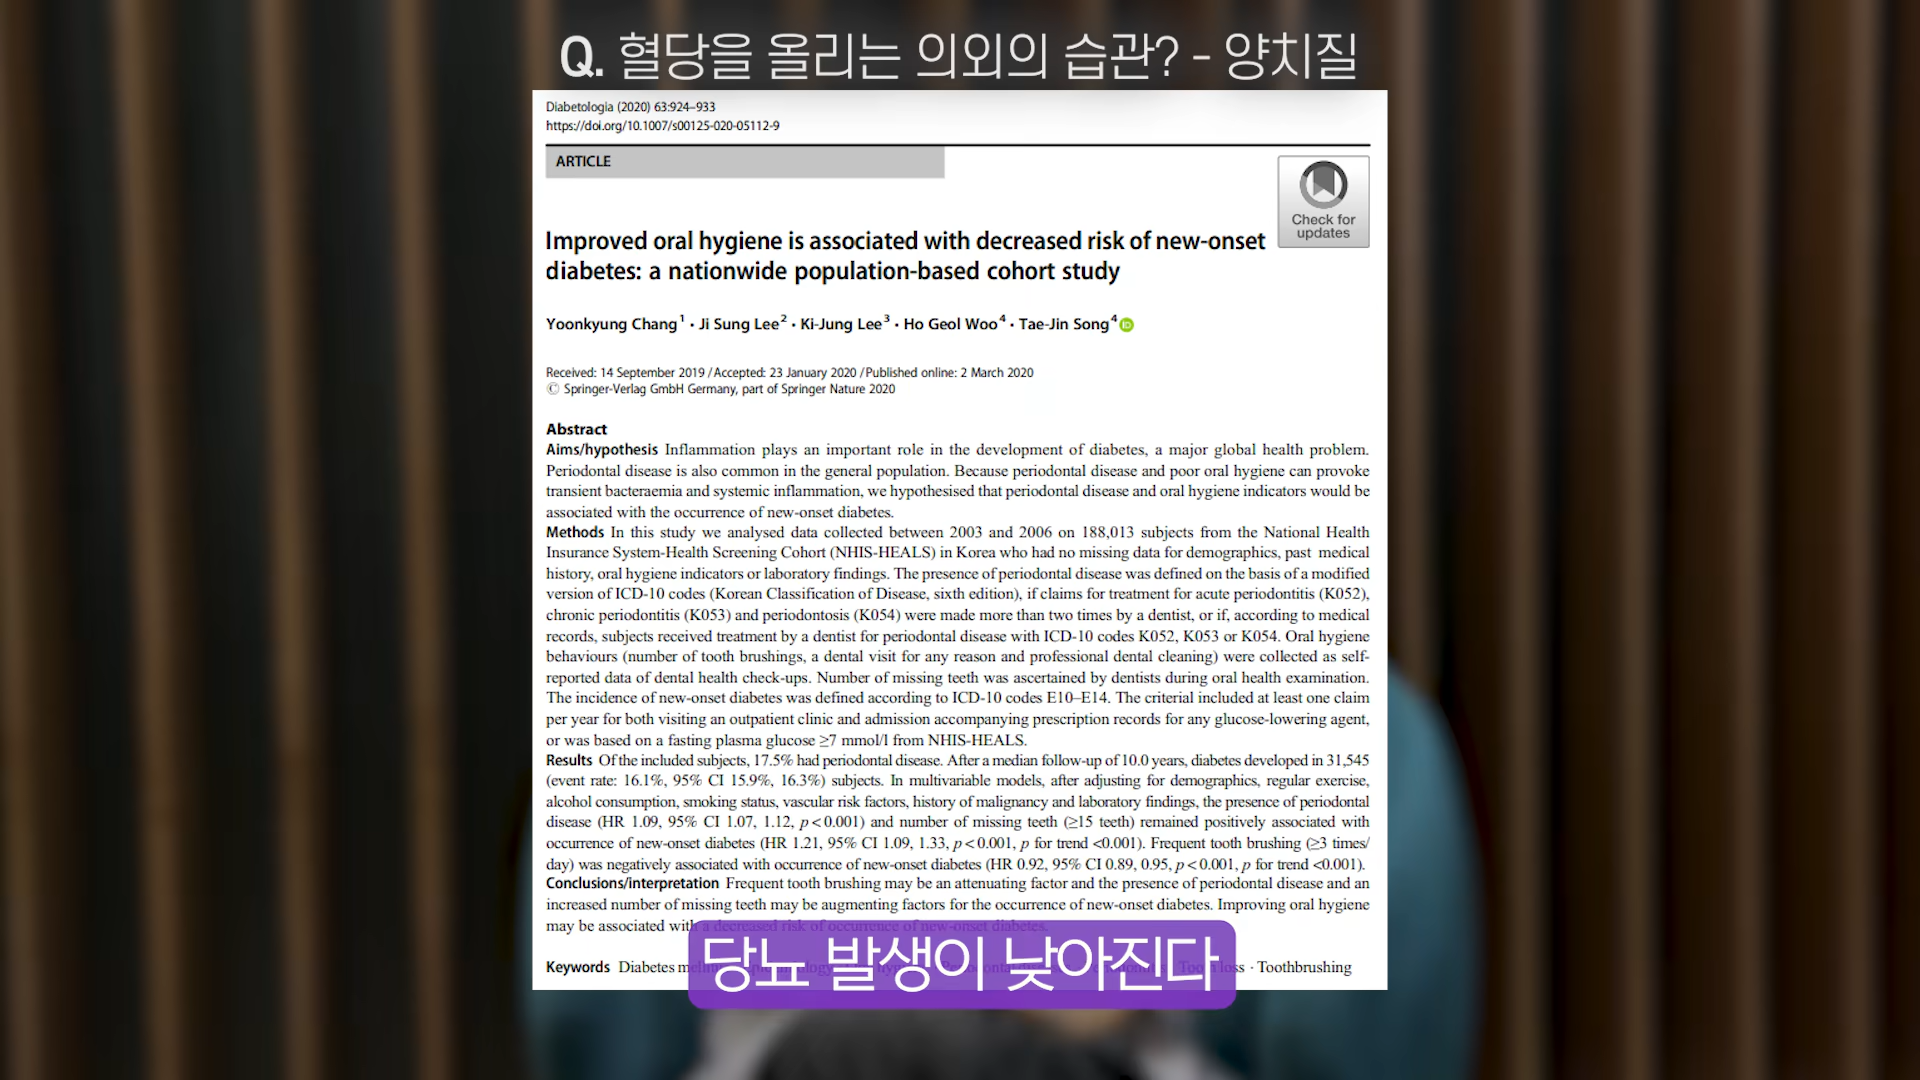 Q. 혈당을 올리는 의외의 습관? - 양치질
Diabetologia (2020) 63:924–933
https://doi.org/10.1007/s00125-020-05112-9
ARTICLE
Check for
updates
Improved oral hygiene is associated with decreased risk of new-onset
diabetes: a nationwide population-based cohort study
Yoonkyung Chang1 · Ji Sung Lee2 · Ki-Jung Lee3 · Ho Geol Woo4 · Tae-Jin Song4 iD
Received: 14 September 2019 / Accepted: 23 January 2020 / Published online: 2 March 2020
© Springer-Verlag GmbH Germany, part of Springer Nature 2020
Abstract
Aims/hypothesis Inflammation plays an important role in the development of diabetes, a major global health problem.
Periodontal disease is also common in the general population. Because periodontal disease and poor oral hygiene can provoke
transient bacteraemia and systemic inflammation, we hypothesised that periodontal disease and oral hygiene indicators would be
associated with the occurrence of new-onset diabetes.
Methods In this study we analysed data collected between 2003 and 2006 on 188,013 subjects from the National Health
Insurance System-Health Screening Cohort (NHIS-HEALS) in Korea who had no missing data for demographics, past medical
history, oral hygiene indicators or laboratory findings. The presence of periodontal disease was defined on the basis of a modified
version of ICD-10 codes (Korean Classification of Disease, sixth edition), if claims for treatment for acute periodontitis (K052),
chronic periodontitis (K053) and periodontosis (K054) were made more than two times by a dentist, or if, according to medical
records, subjects received treatment by a dentist for periodontal disease with ICD-10 codes K052, K053 or K054. Oral hygiene
behaviours (number of tooth brushings, a dental visit for any reason and professional dental cleaning) were collected as self-
reported data of dental health check-ups. Number of missing teeth was ascertained by dentists during oral health examination.
The incidence of new-onset diabetes was defined according to ICD-10 codes E10–E14. The criterial included at least one claim
per year for both visiting an outpatient clinic and admission accompanying prescription records for any glucose-lowering agent,
or was based on a fasting plasma glucose ≥7 mmol/l from NHIS-HEALS.
Results Of the included subjects, 17.5% had periodontal disease. After a median follow-up of 10.0 years, diabetes developed in 31,545
(event rate: 16.1%, 95% CI 15.9%, 16.3%) subjects. In multivariable models, after adjusting for demographics, regular exercise,
alcohol consumption, smoking status, vascular risk factors, history of malignancy and laboratory findings, the presence of periodontal
disease (HR 1.09, 95% CI 1.07, 1.12, p < 0.001) and number of missing teeth (≥15 teeth) remained positively associated with
occurrence of new-onset diabetes (HR 1.21, 95% CI 1.09, 1.33, p < 0.001, p for trend <0.001). Frequent tooth brushing (≥3 times/
day) was negatively associated with occurrence of new-onset diabetes (HR 0.92, 95% CI 0.89, 0.95, p < 0.001, p for trend <0.001).
Conclusions/interpretation Frequent tooth brushing may be an attenuating factor and the presence of periodontal disease and an
increased number of missing teeth may be augmenting factors for the occurrence of new-onset diabetes. Improving oral hygiene
may be associated with a decreased risk of occurrence of new-onset diabetes.
Keywords Diabetes · Toothbrushing
당뇨 발생이 낮아진다